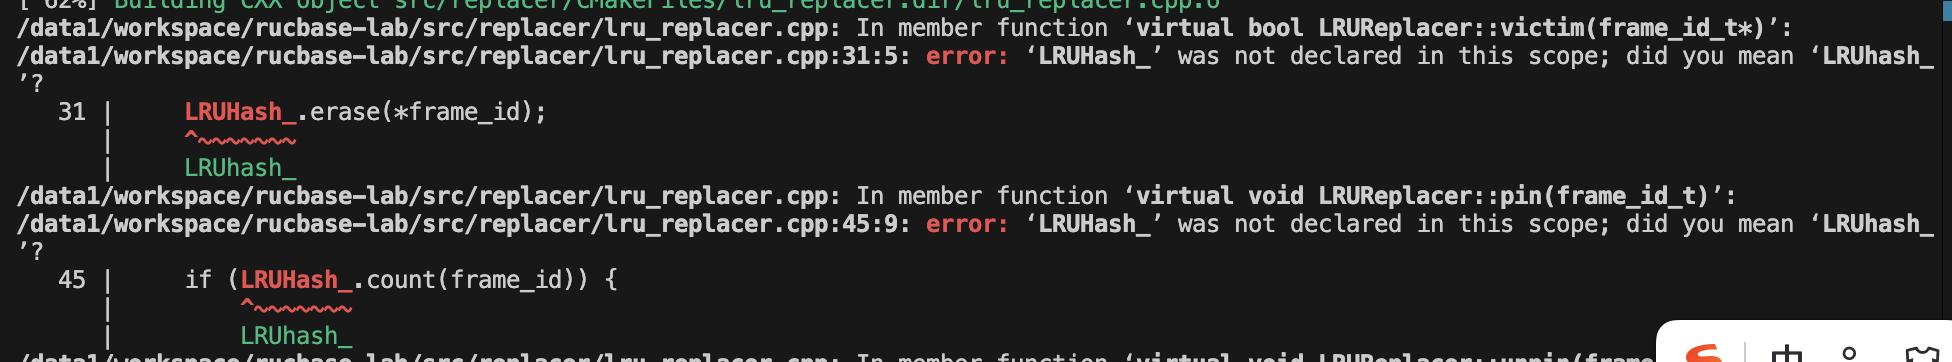 [ 62%] Building CXX object src/replacer/CMakeFiles/lru_replacer.dir/lru_replacer.cpp.o
/data1/workspace/rucbase-lab/src/replacer/lru_replacer.cpp: In member function ‘virtual bool LRUReplacer::victim(frame_id_t*)’:
/data1/workspace/rucbase-lab/src/replacer/lru_replacer.cpp:31:5: error: ‘LRUHash_’ was not declared in this scope; did you mean ‘LRUhash_
’?
31 |     LRUHash_.erase(*frame_id);
|     ^~~~~~~~
|     LRUhash_
/data1/workspace/rucbase-lab/src/replacer/lru_replacer.cpp: In member function ‘virtual void LRUReplacer::pin(frame_id_t)’:
/data1/workspace/rucbase-lab/src/replacer/lru_replacer.cpp:45:9: error: ‘LRUHash_’ was not declared in this scope; did you mean ‘LRUhash_
’?
45 |     if (LRUHash_.count(frame_id)) {
|         ^~~~~~~~
|         LRUhash_
/data1/workspace/rucbase-lab/src/replacer/lru_replacer.cpp: In member function ‘virtual void LRUReplacer::unpin(frame
中